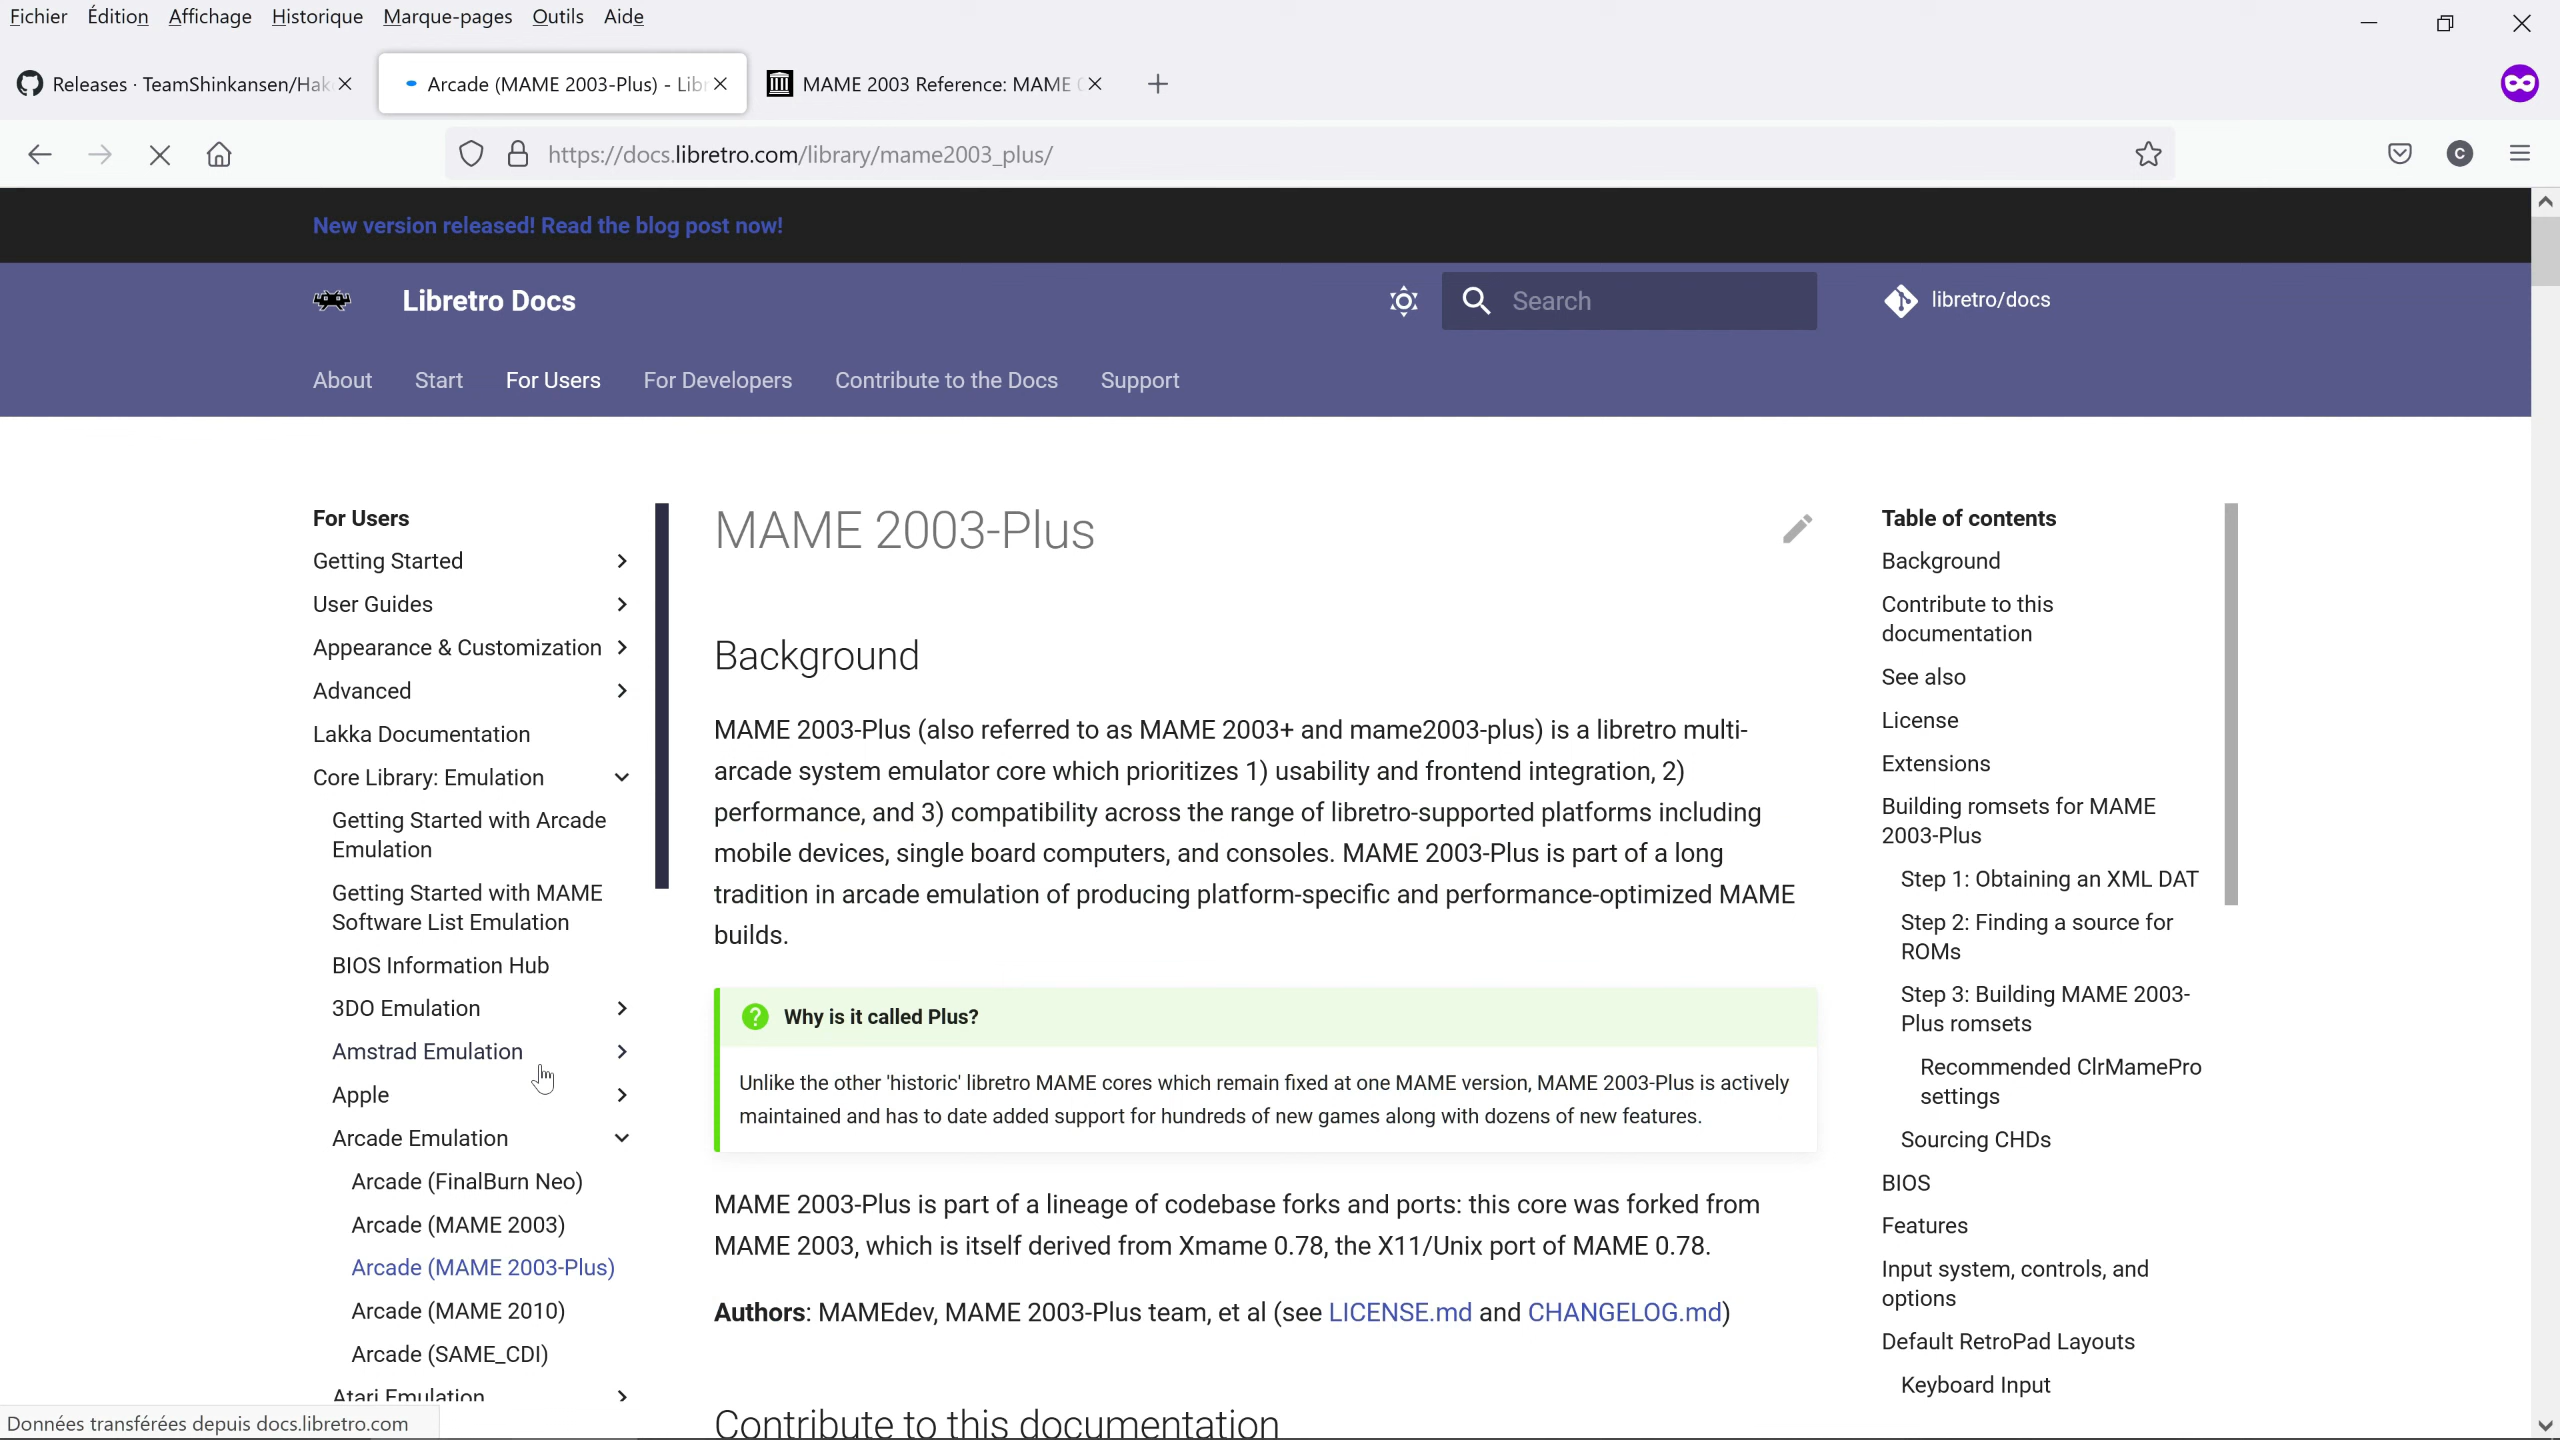 Fichier Édition Affichage Historique Marque-pages Outils Aide
Releases · TeamShinkansen/Hak
Arcade (MAME 2003-Plus) - Lib
MAME 2003 Reference: MAME
https://docs.libretro.com/library/mame2003_plus/
C
New version released! Read the blog post now!
Libretro Docs
Search
libretro/docs
About Start For Users For Developers Contribute to the Docs Support
For Users
Getting Started
User Guides
Appearance & Customization
Advanced
Lakka Documentation
Core Library: Emulation
Getting Started with Arcade
Emulation
Getting Started with MAME
Software List Emulation
BIOS Information Hub
3DO Emulation
Amstrad Emulation
Apple
Arcade Emulation
Arcade (FinalBurn Neo)
Arcade (MAME 2003)
Arcade (MAME 2003-Plus)
Arcade (MAME 2010)
Arcade (SAME_CDI)
Atari Emulation
MAME 2003-Plus
Background
MAME 2003-Plus (also referred to as MAME 2003+ and mame2003-plus) is a libretro multi-
arcade system emulator core which prioritizes 1) usability and frontend integration, 2)
performance, and 3) compatibility across the range of libretro-supported platforms including
mobile devices, single board computers, and consoles. MAME 2003-Plus is part of a long
tradition in arcade emulation of producing platform-specific and performance-optimized MAME
builds.
? Why is it called Plus?
Unlike the other 'historic' libretro MAME cores which remain fixed at one MAME version, MAME 2003-Plus is actively
maintained and has to date added support for hundreds of new games along with dozens of new features.
MAME 2003-Plus is part of a lineage of codebase forks and ports: this core was forked from
MAME 2003, which is itself derived from Xmame 0.78, the X11/Unix port of MAME 0.78.
Authors: MAMEdev, MAME 2003-Plus team, et al (see LICENSE.md and CHANGELOG.md)
Contribute to this documentation
Table of contents
Background
Contribute to this
documentation
See also
License
Extensions
Building romsets for MAME
2003-Plus
Step 1: Obtaining an XML DAT
Step 2: Finding a source for
ROMs
Step 3: Building MAME 2003-
Plus romsets
Recommended ClrMamePro
settings
Sourcing CHDs
BIOS
Features
Input system, controls, and
options
Default RetroPad Layouts
Keyboard Input
Données transférées depuis docs.libretro.com